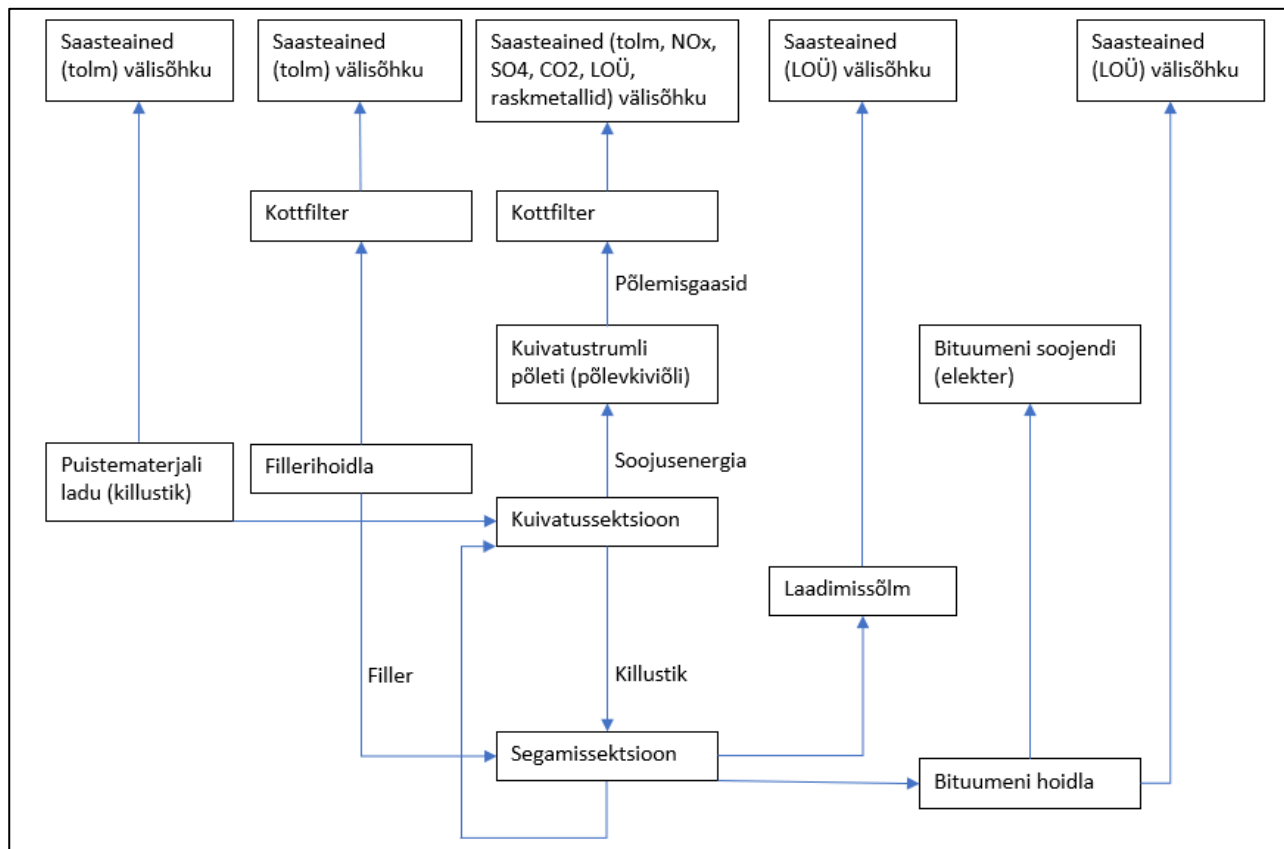 Saasteained
(tolm) välisõhku
Saasteained
(tolm) välisõhku
Saasteained (tolm, NOx,
SO4, CO2, LOÜ,
raskmetallid) välisõhku
Saasteained
(LOÜ) välisõhku
Saasteained
(LOÜ) välisõhku
Kottfilter
Kottfilter
Põlemisgaasid
Kuivatustrumli
põleti (põlevkiviõli)
Bituumeni soojendi
(elekter)
Puistematerjali
ladu (killustik)
Fillerihoidla
Soojusenergia
Kuivatussektsioon
Laadimissõlm
Filler
Killustik
Segamissektsioon
Bituumeni hoidla